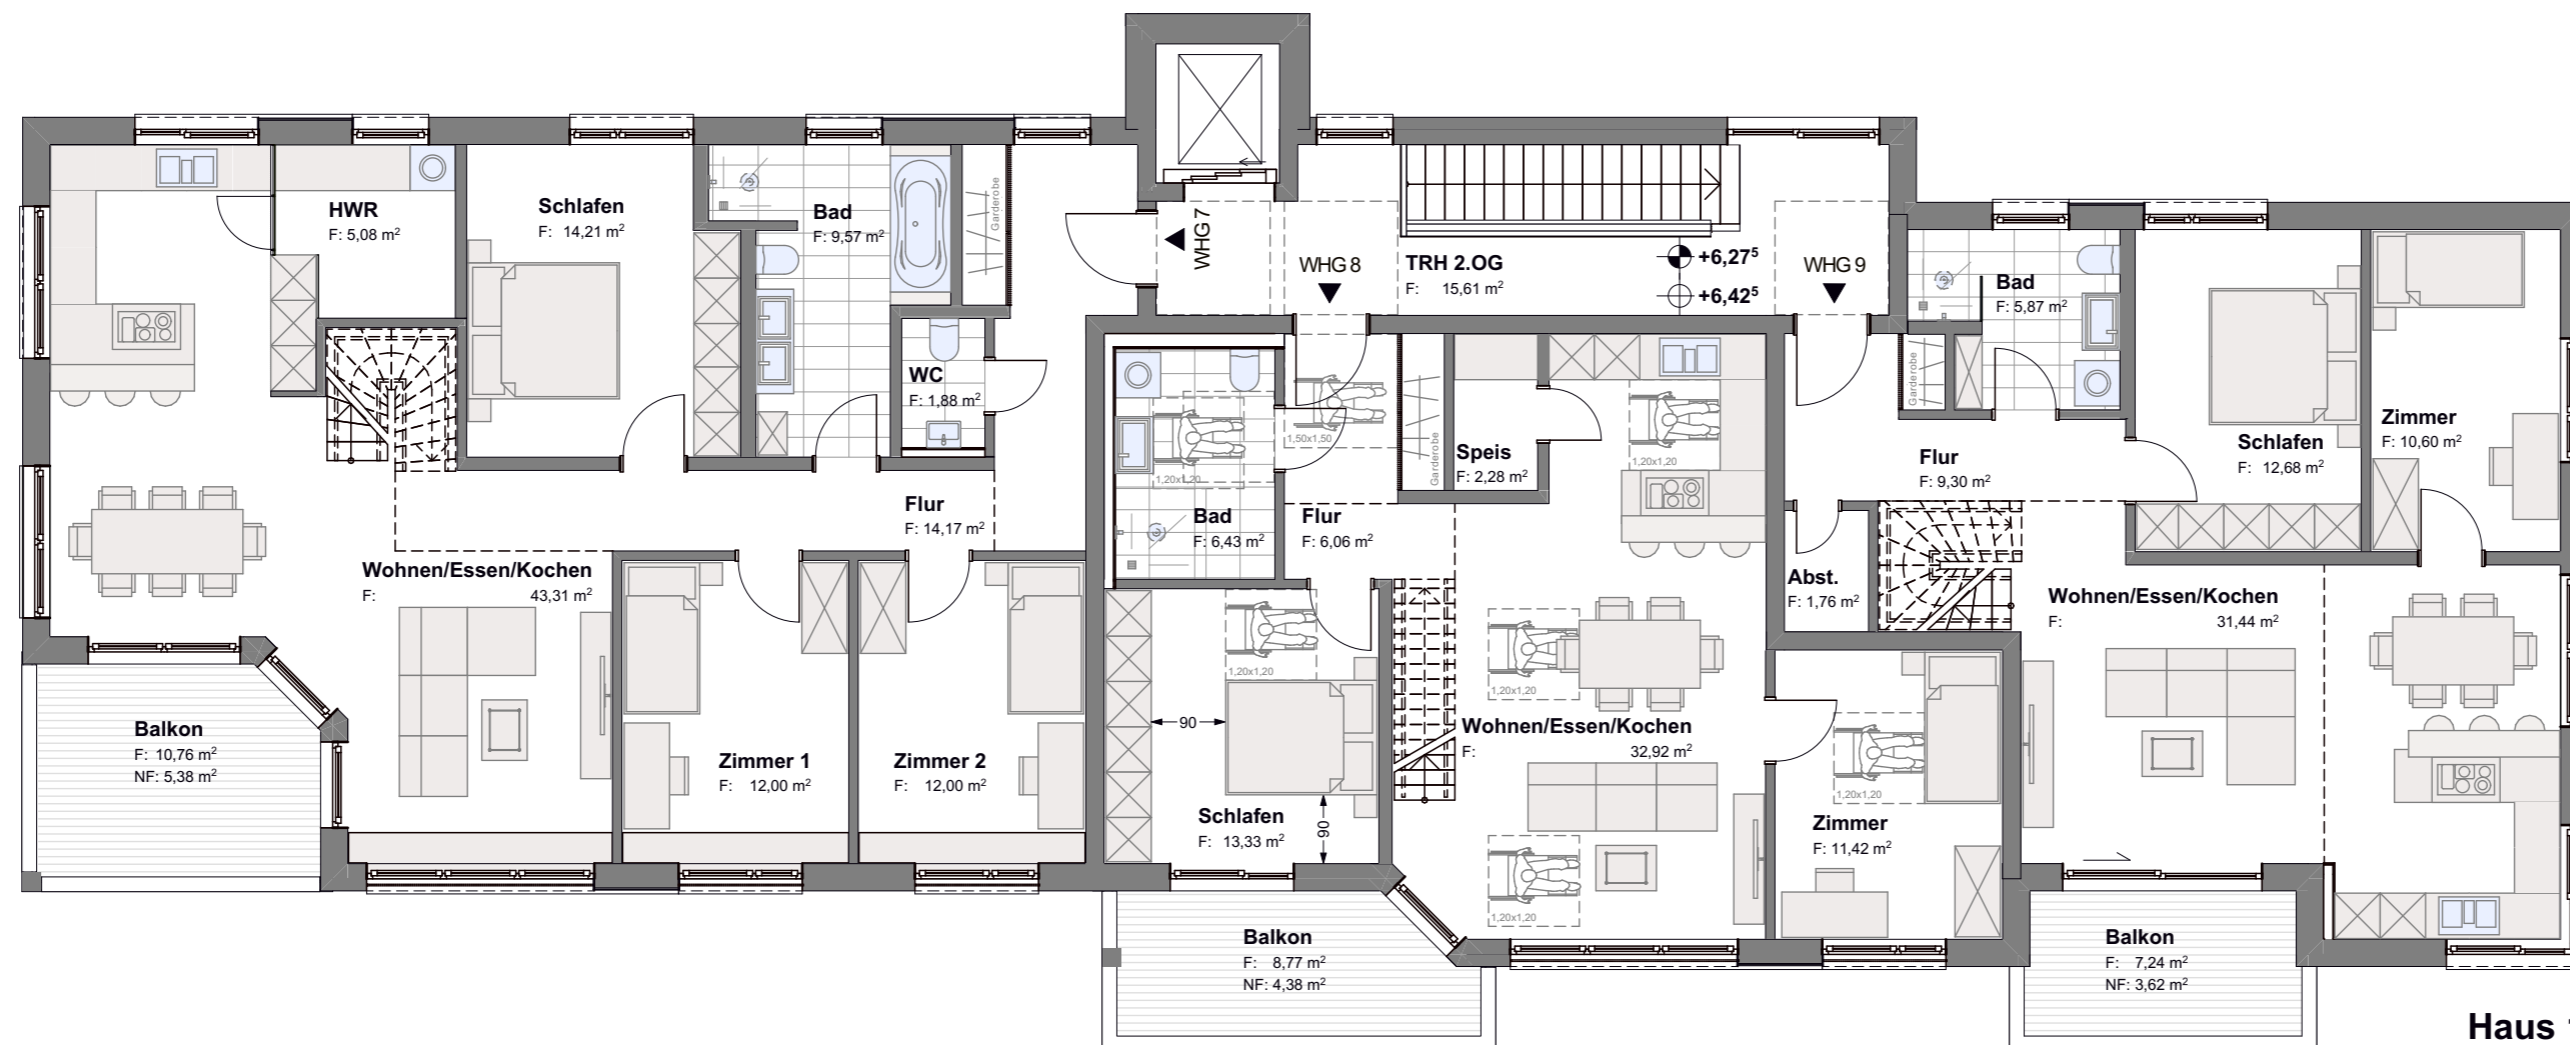 HWR
F: 5,08 m²
Schlafen
F: 14,21 m²
Bad
F: 9,57 m²
Garderobe
WC
F: 1,88 m²
Flur
F: 14,17 m²
Wohnen/Essen/Kochen
F: 43,31 m²
Balkon
F: 10,76 m²
NF: 5,38 m²
Zimmer 1
F: 12,00 m²
Zimmer 2
F: 12,00 m²
WHG 7
WHG 8
TRH 2.OG
F: 15,61 m²
+6,27⁵
+6,42⁵
WHG 9
1,50x1,50
1,20x1,20
Bad
F: 6,43 m²
Flur
F: 6,06 m²
Garderobe
Speis
F: 2,28 m²
1,20x1,20
1,20x1,20
1,20x1,20
90
Schlafen
F: 13,33 m²
90
Wohnen/Essen/Kochen
F: 32,92 m²
1,20x1,20
1,20x1,20
Zimmer
F: 11,42 m²
Balkon
F: 8,77 m²
NF: 4,38 m²
Garderobe
Bad
F: 5,87 m²
Flur
F: 9,30 m²
Abst.
F: 1,76 m²
Schlafen
F: 12,68 m²
Zimmer
F: 10,60 m²
Wohnen/Essen/Kochen
F: 31,44 m²
Balkon
F: 7,24 m²
NF: 3,62 m²
Haus